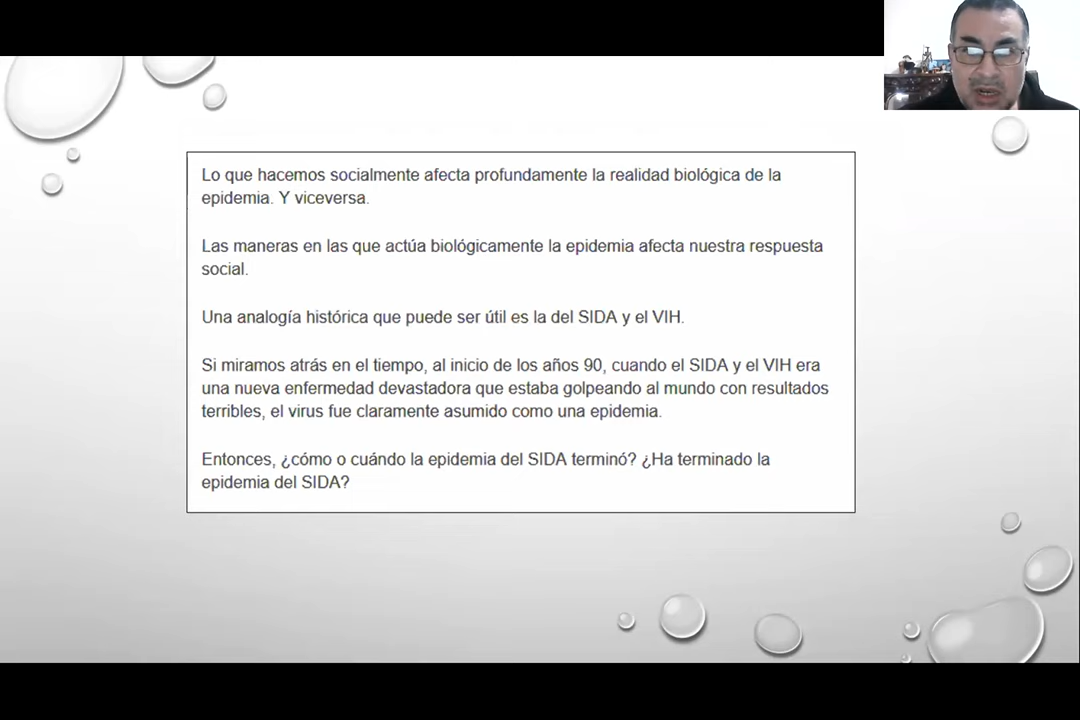 Lo que hacemos socialmente afecta profundamente la realidad biológica de la
epidemia. Y viceversa.
Las maneras en las que actúa biológicamente la epidemia afecta nuestra respuesta
social.
Una analogía histórica que puede ser útil es la del SIDA y el VIH.
Si miramos atrás en el tiempo, al inicio de los años 90, cuando el SIDA y el VIH era
una nueva enfermedad devastadora que estaba golpeando al mundo con resultados
terribles, el virus fue claramente asumido como una epidemia.
Entonces, ¿cómo o cuándo la epidemia del SIDA terminó? ¿Ha terminado la
epidemia del SIDA?